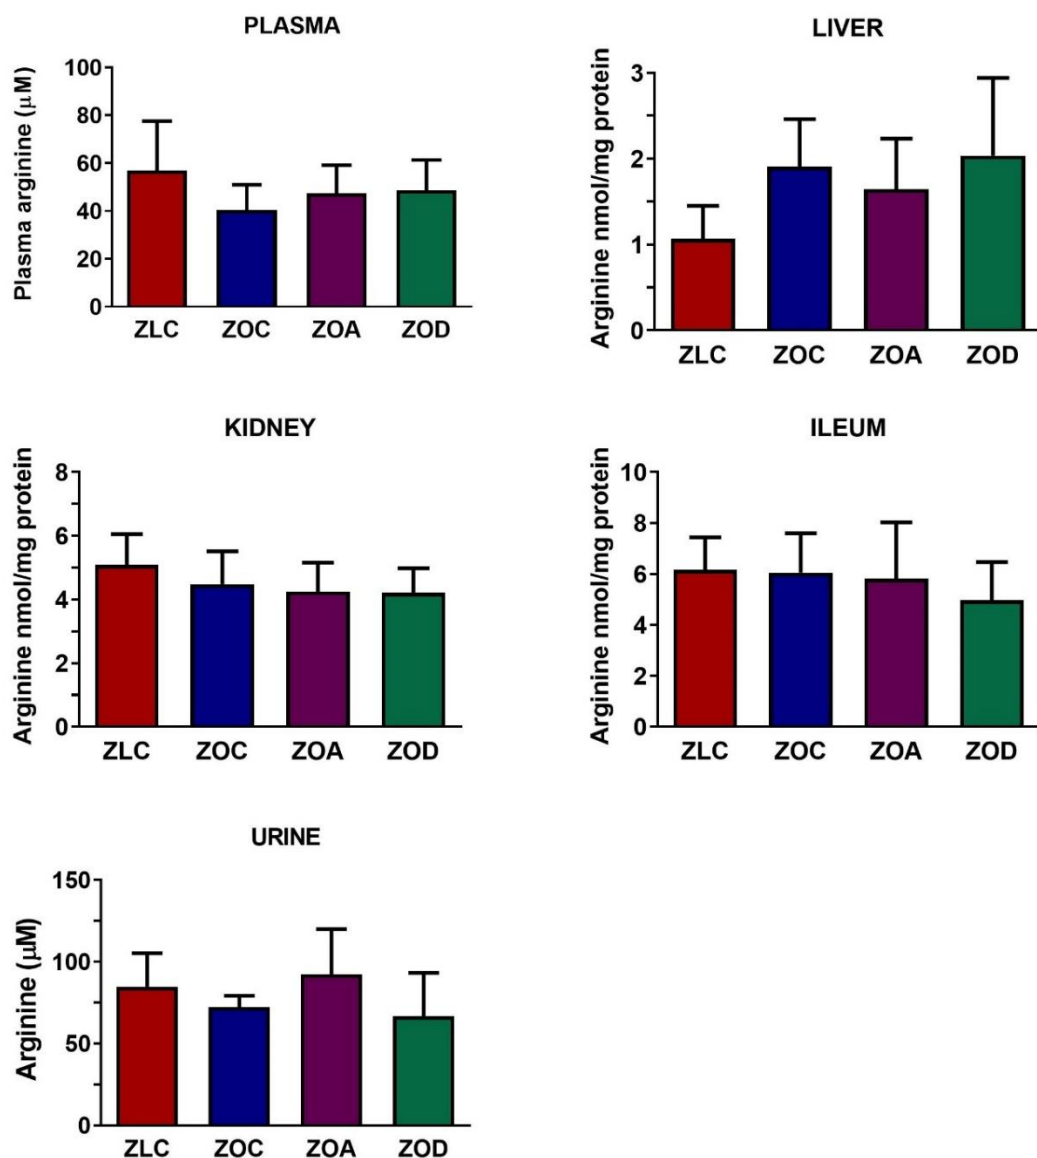 PLASMA
Plasma arginine (μM)
100
80
60
40
20
0
ZLC ZOC ZOA ZOD
LIVER
Arginine nmol/mg protein
3
2
1
0
ZLC ZOC ZOA ZOD
KIDNEY
Arginine nmol/mg protein
8
6
4
2
0
ZLC ZOC ZOA ZOD
ILEUM
Arginine nmol/mg protein
10
8
6
4
2
0
ZLC ZOC ZOA ZOD
URINE
Arginine (μM)
150
100
50
0
ZLC ZOC ZOA ZOD